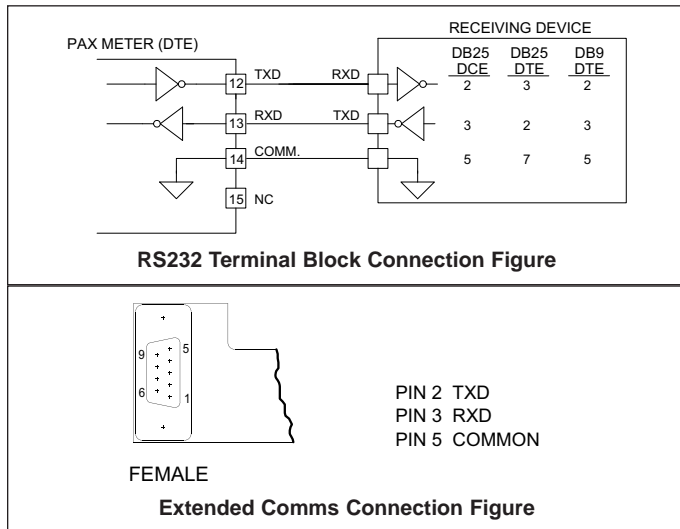 RECEIVING DEVICE
PAX METER (DTE)
DB25 DB25 DB9
DCE DTE DTE
12 TXD RXD 2 3 2
13 RXD TXD 3 2 3
14 COMM. 5 7 5
15 NC
RS232 Terminal Block Connection Figure
9 5
6 1
PIN 2 TXD
PIN 3 RXD
PIN 5 COMMON
FEMALE
Extended Comms Connection Figure